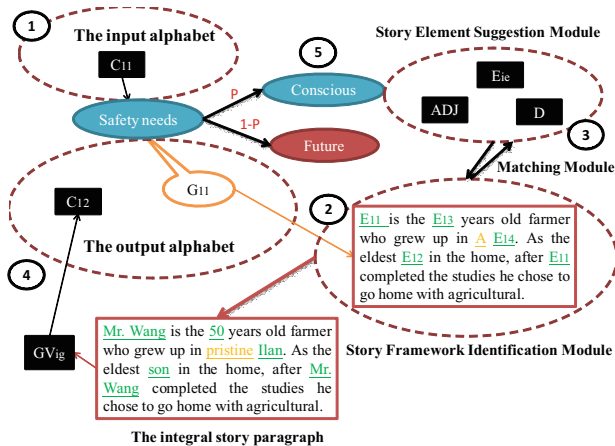 1
The input alphabet
C11
Safety needs
P
1-P
5
Conscious
Future
Story Element Suggestion Module
Eie
ADJ
D
3
Matching Module
G11
C12
The output alphabet
4
GVig
2
E11 is the E13 years old farmer
who grew up in A E14. As the
eldest E12 in the home, after E11
completed the studies he chose to
go home with agricultural.
Story Framework Identification Module
Mr. Wang is the 50 years old farmer
who grew up in pristine Ilan. As the
eldest son in the home, after Mr.
Wang completed the studies he
chose to go home with agricultural.
The integral story paragraph